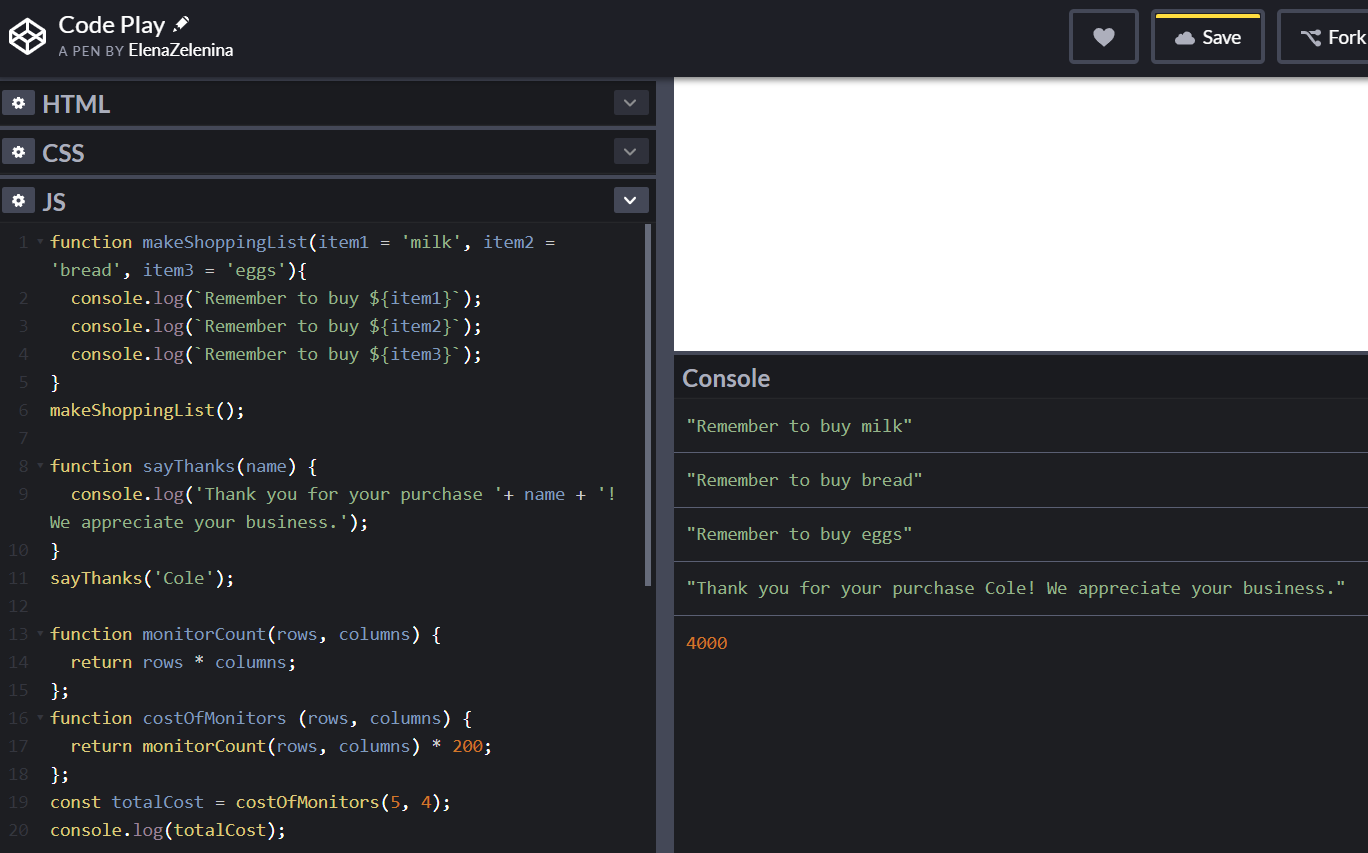 Code Play
A PEN BY ElenaZelenina
Save
Fork
HTML
CSS
JS
1 function makeShoppingList(item1 = 'milk', item2 =
'bread', item3 = 'eggs'){
2 console.log(`Remember to buy ${item1}`);
3 console.log(`Remember to buy ${item2}`);
4 console.log(`Remember to buy ${item3}`);
5 }
6 makeShoppingList();
7
8 function sayThanks(name) {
9 console.log('Thank you for your purchase '+ name + '!
We appreciate your business.');
10 }
11 sayThanks('Cole');
12
13 function monitorCount(rows, columns) {
14 return rows * columns;
15 };
16 function costOfMonitors (rows, columns) {
17 return monitorCount(rows, columns) * 200;
18 };
19 const totalCost = costOfMonitors(5, 4);
20 console.log(totalCost);
Console
"Remember to buy milk"
"Remember to buy bread"
"Remember to buy eggs"
"Thank you for your purchase Cole! We appreciate your business."
4000